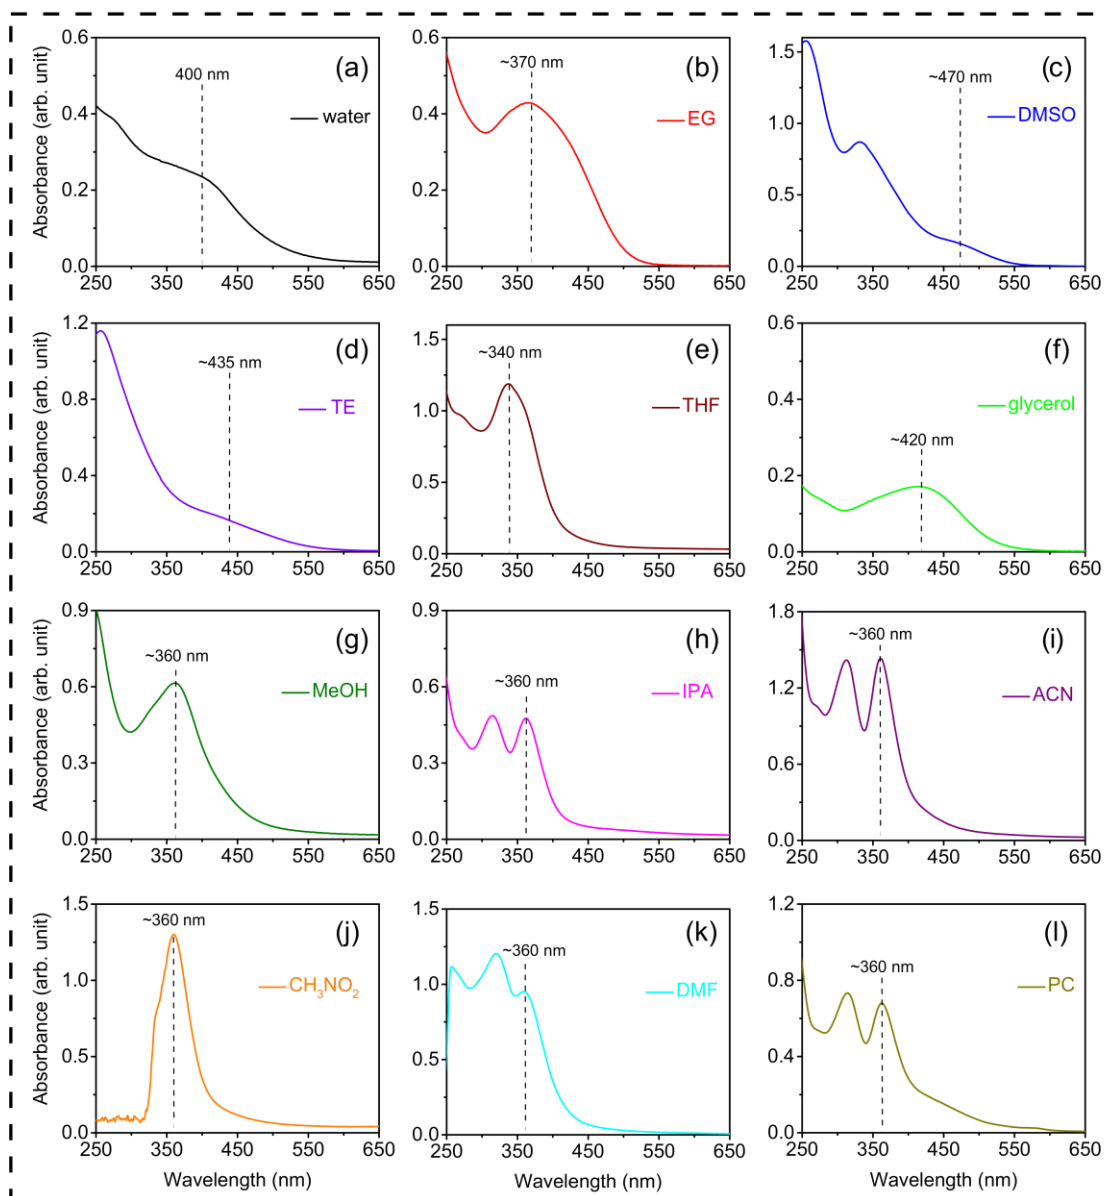 (a)
400 nm
water
Absorbance (arb. unit)
0.6
0.4
0.2
0.0
250 350 450 550 650
(b)
~370 nm
EG
0.6
0.4
0.2
0.0
250 350 450 550 650
(c)
~470 nm
DMSO
1.5
1.0
0.5
0.0
250 350 450 550 650
(d)
~435 nm
TE
Absorbance (arb. unit)
1.2
0.8
0.4
0.0
250 350 450 550 650
(e)
~340 nm
THF
1.5
1.0
0.5
0.0
250 350 450 550 650
(f)
~420 nm
glycerol
0.6
0.4
0.2
0.0
250 350 450 550 650
(g)
~360 nm
MeOH
Absorbance (arb. unit)
0.9
0.6
0.3
0.0
250 350 450 550 650
(h)
~360 nm
IPA
0.9
0.6
0.3
0.0
250 350 450 550 650
(i)
~360 nm
ACN
1.8
1.2
0.6
0.0
250 350 450 550 650
(j)
~360 nm
CH₃NO₂
Absorbance (arb. unit)
1.5
1.0
0.5
0.0
250 350 450 550 650
Wavelength (nm)
(k)
~360 nm
DMF
1.5
1.0
0.5
0.0
250 350 450 550 650
Wavelength (nm)
(l)
~360 nm
PC
1.2
0.8
0.4
0.0
250 350 450 550 650
Wavelength (nm)